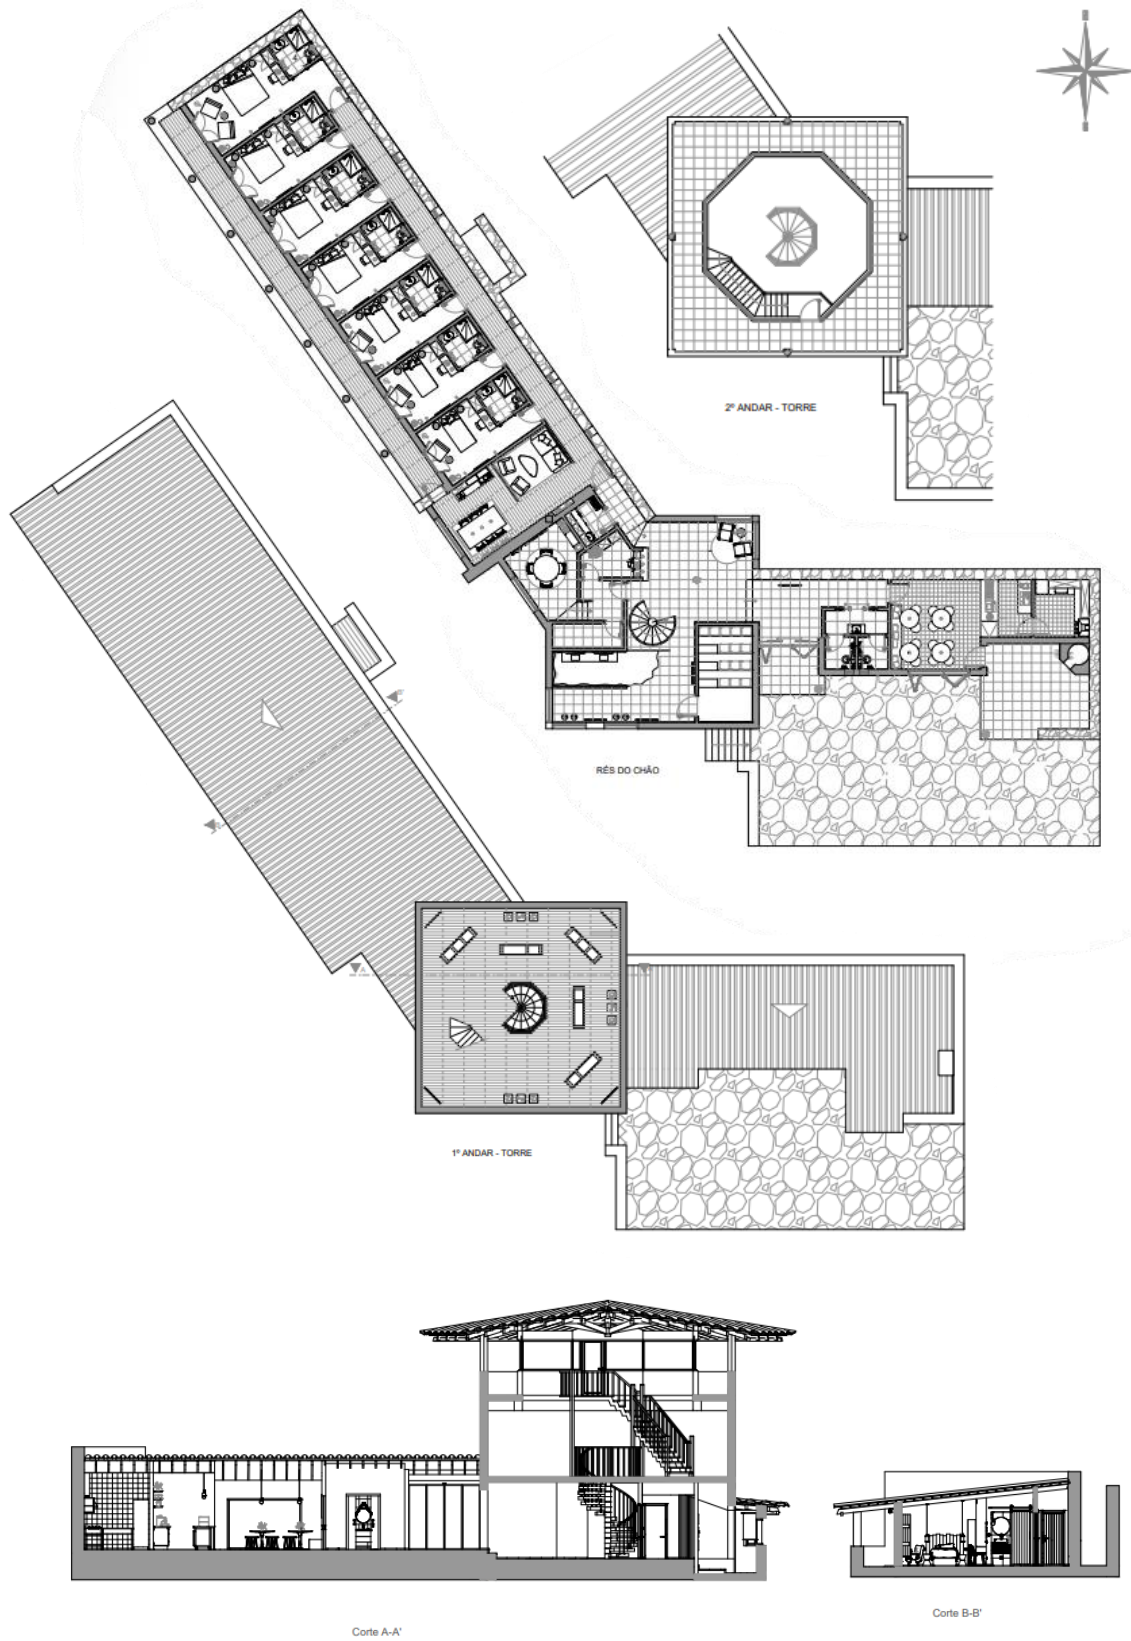 2º ANDAR - TORRE
RÉS DO CHÃO
1º ANDAR - TORRE
Corte A-A'
Corte B-B'